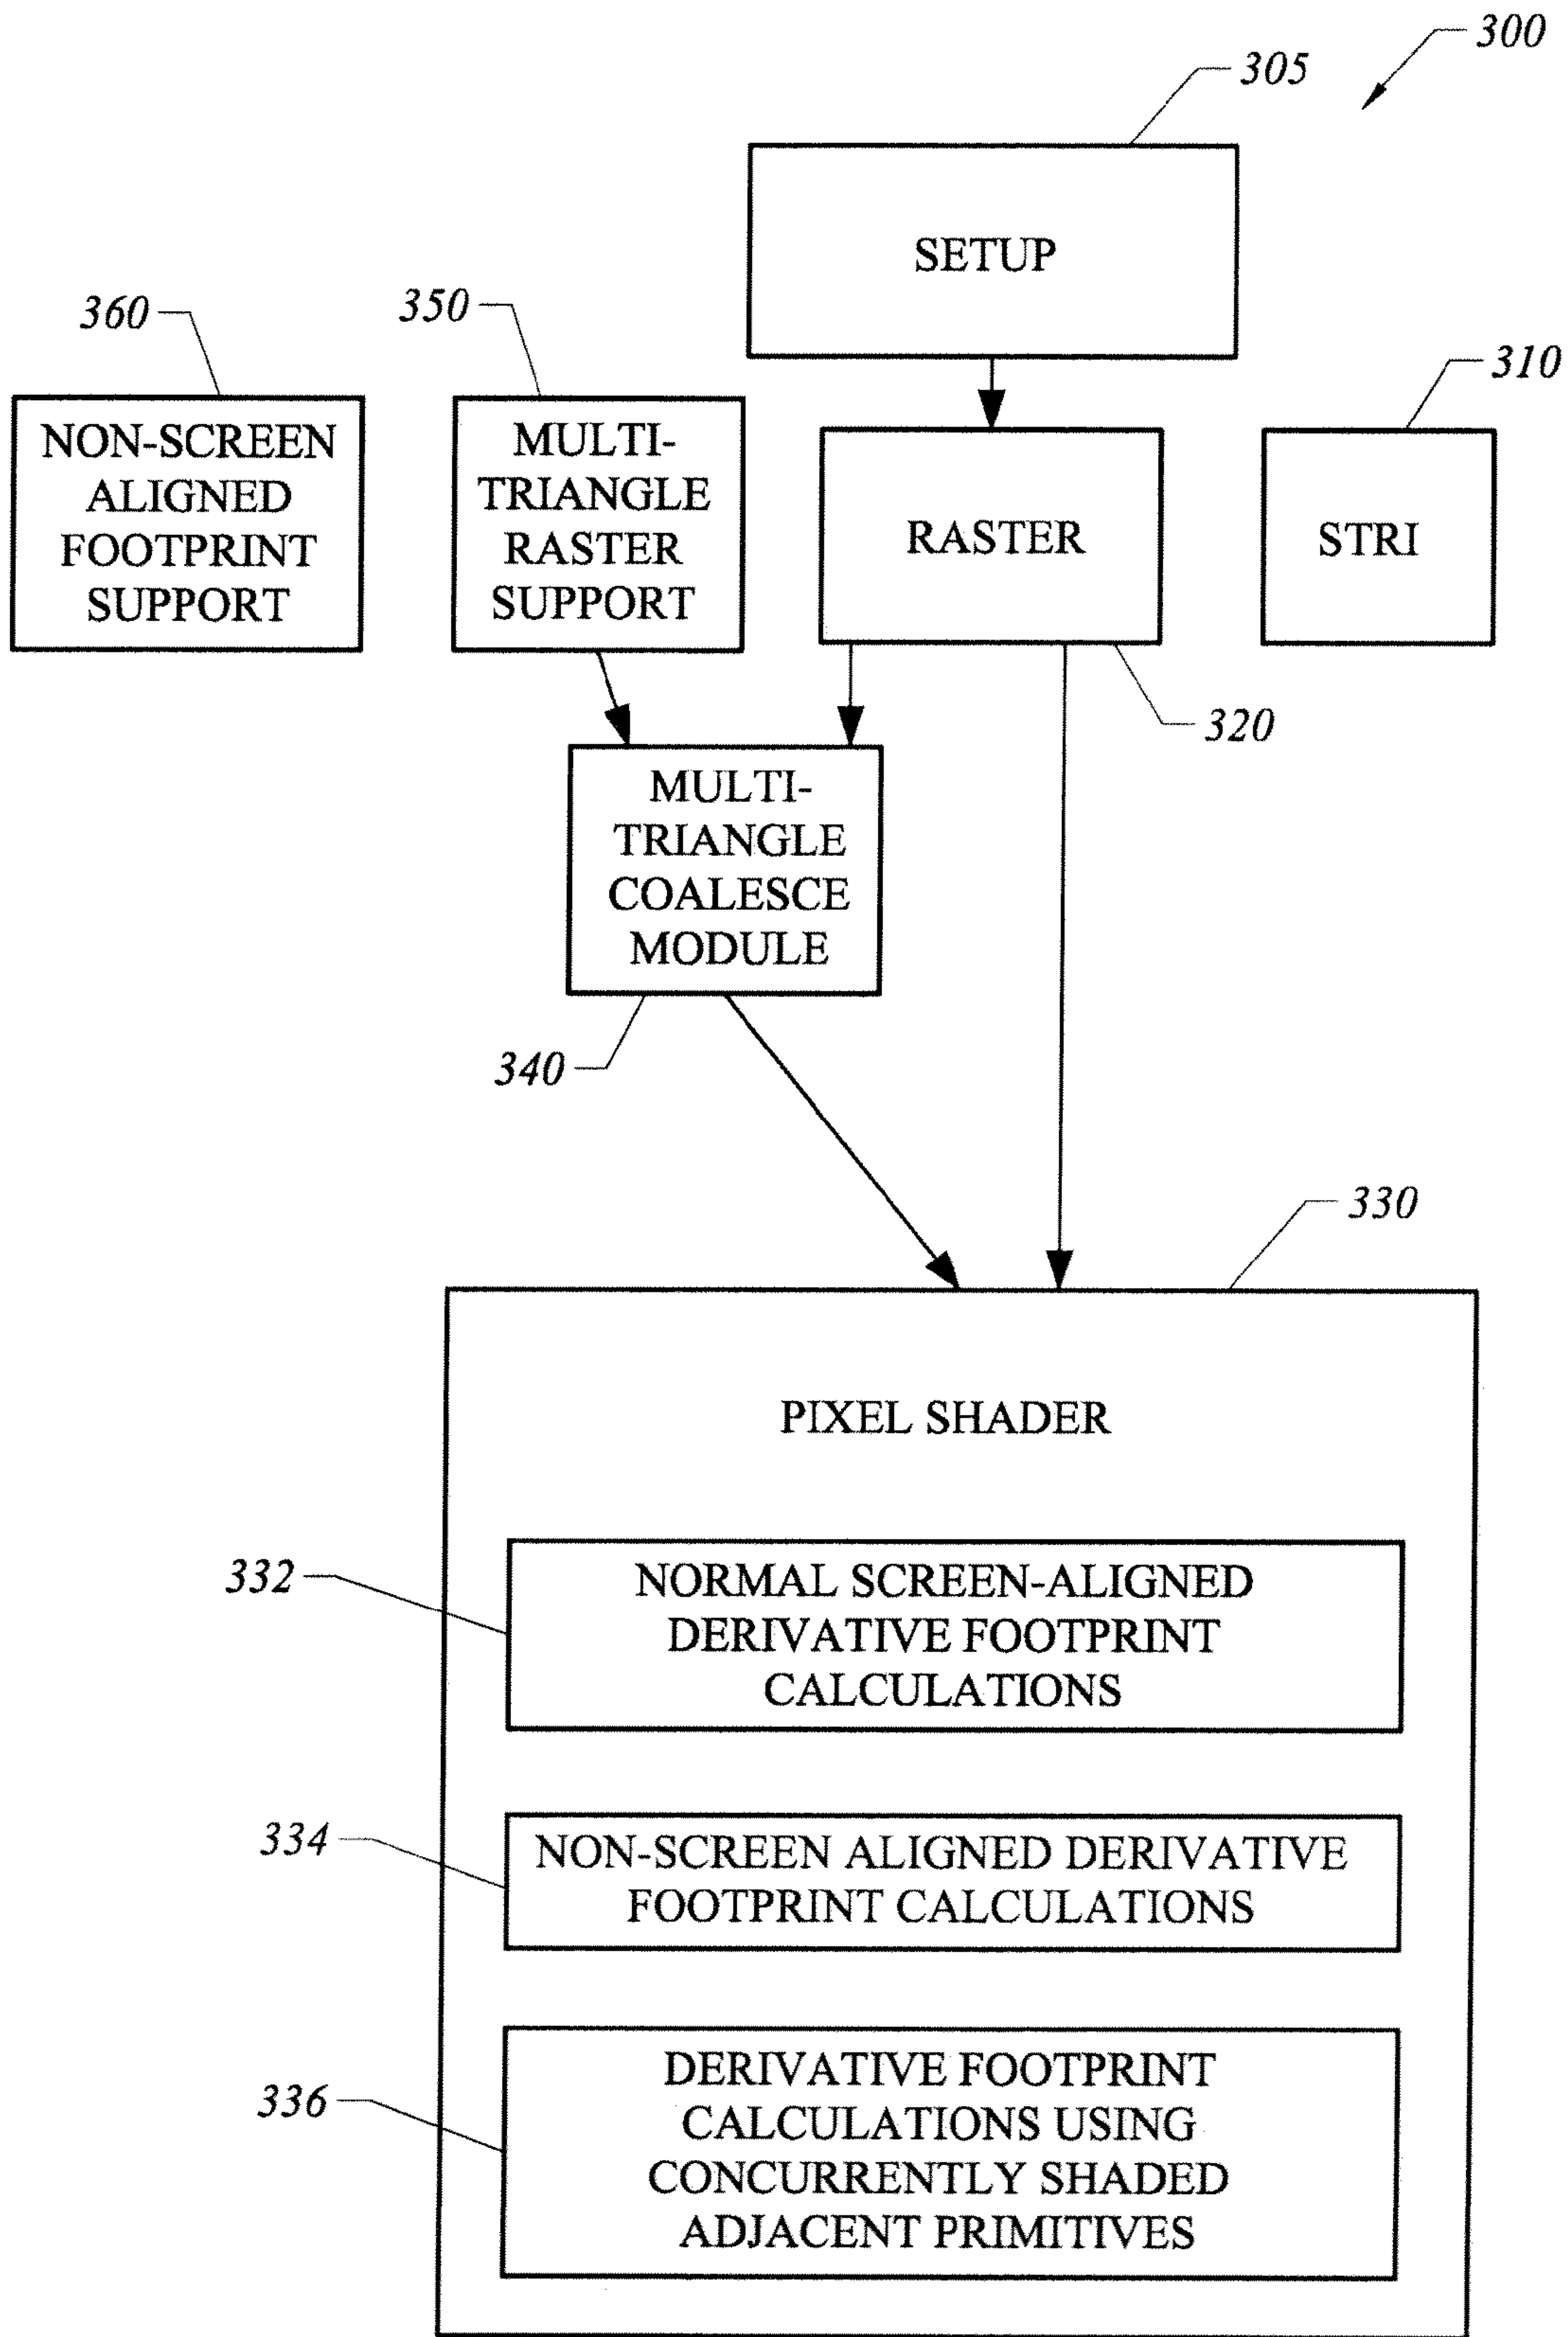 300
305
SETUP
360
350
310
NON-SCREEN
ALIGNED
FOOTPRINT
SUPPORT
MULTI-
TRIANGLE
RASTER
SUPPORT
RASTER
STRI
320
MULTI-
TRIANGLE
COALESCE
MODULE
340
330
PIXEL SHADER
332
NORMAL SCREEN-ALIGNED
DERIVATIVE FOOTPRINT
CALCULATIONS
334
NON-SCREEN ALIGNED DERIVATIVE
FOOTPRINT CALCULATIONS
336
DERIVATIVE FOOTPRINT
CALCULATIONS USING
CONCURRENTLY SHADED
ADJACENT PRIMITIVES